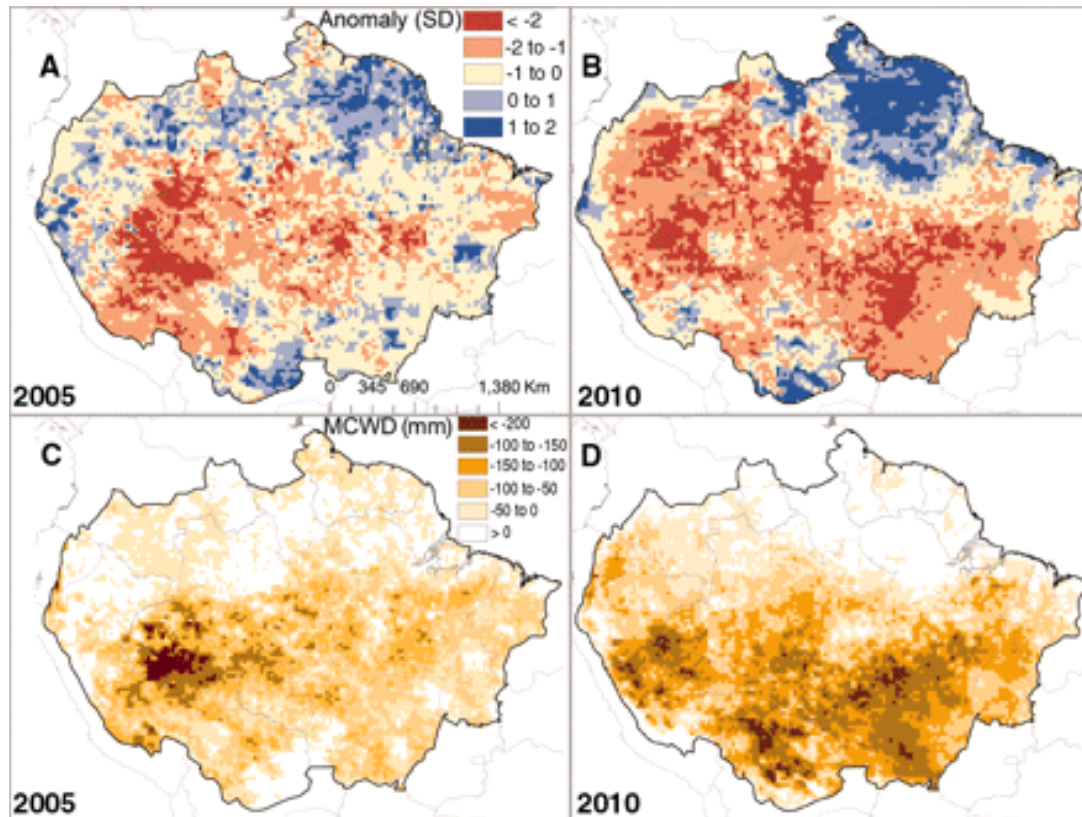 Anomaly (SD)
< -2
-2 to -1
-1 to 0
0 to 1
1 to 2
A
2005
0 345 690 1,380 Km
B
2010
MCWD (mm)
< -200
-100 to -150
-150 to -100
-100 to -50
-50 to 0
> 0
C
2005
D
2010